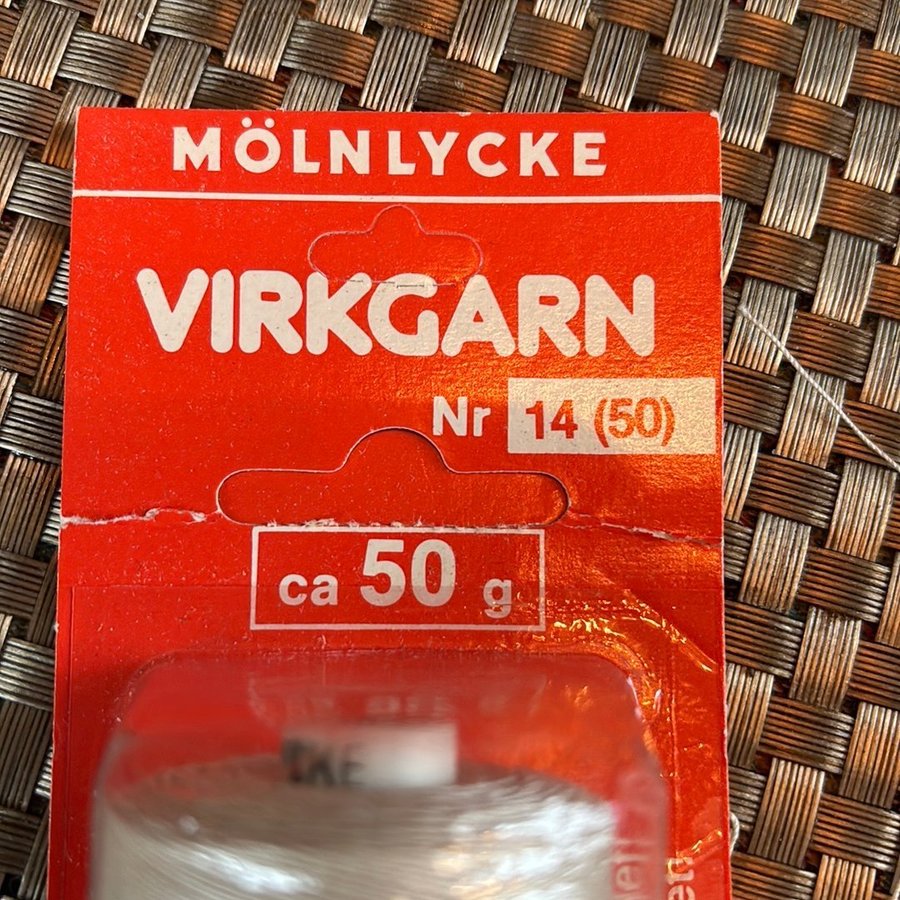 MÖLNLYCKE
VIRKGARN
Nr 14 (50)
ca 50 g